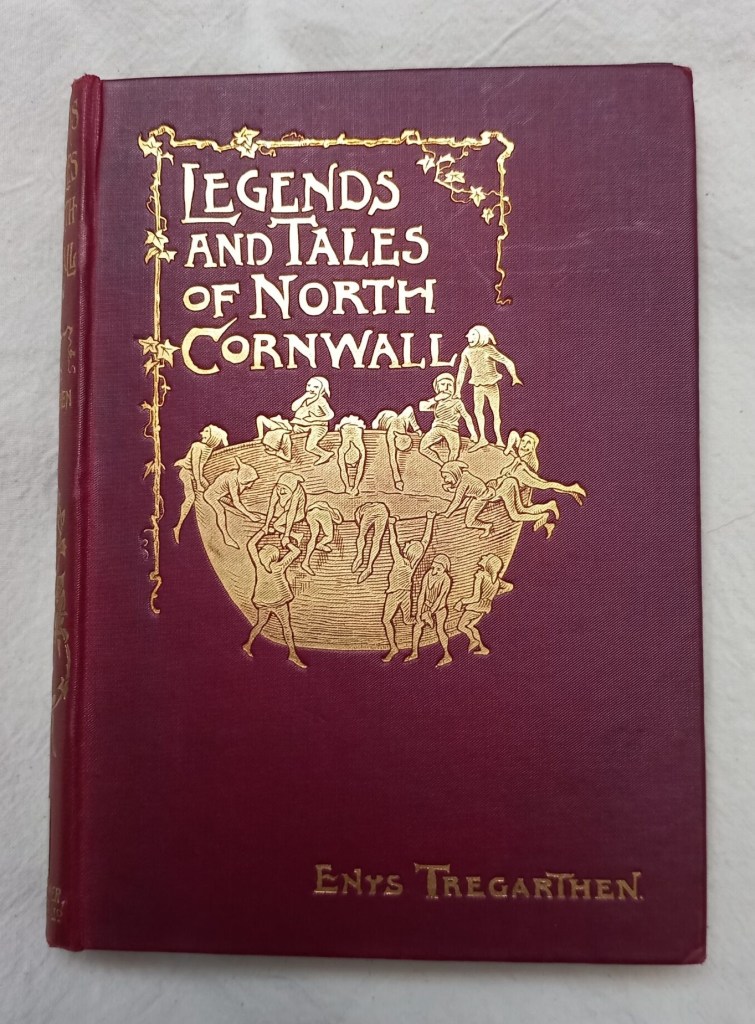 LEGENDS
AND TALES
OF NORTH
CORNWALL
ENYS TREGARTHEN.